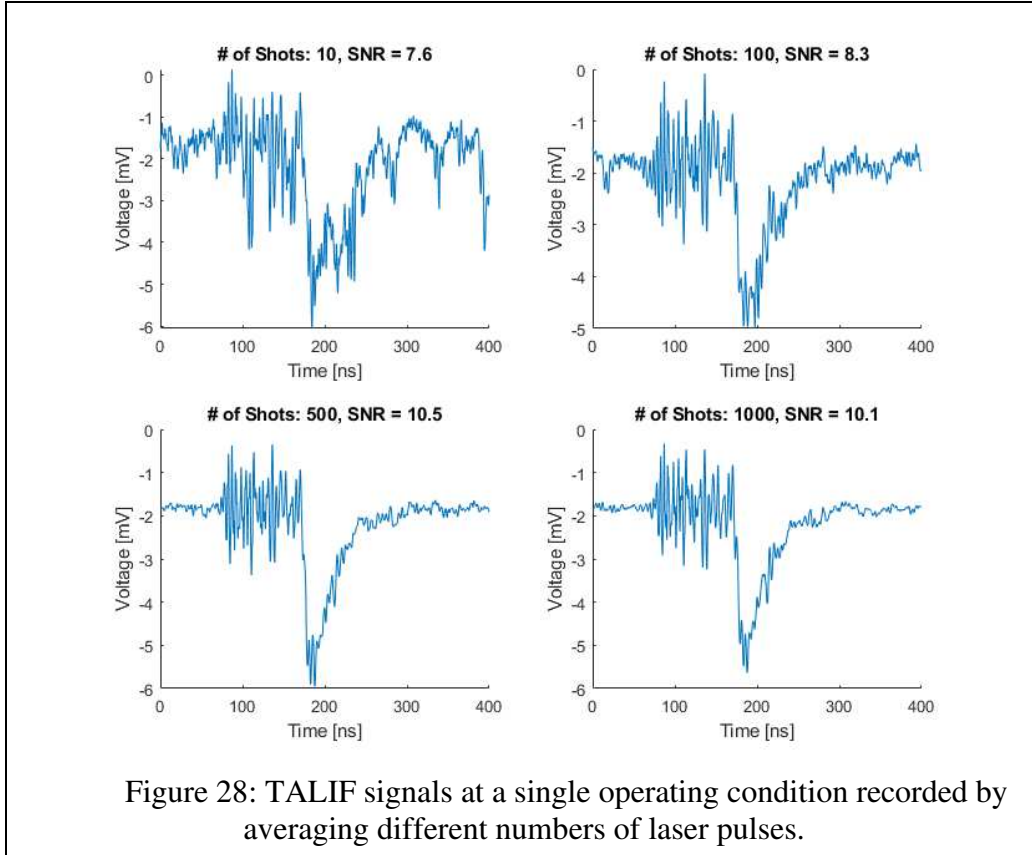 # of Shots: 10, SNR = 7.6
0
-1
-2
-3
-4
-5
-6
Voltage [mV]
0 100 200 300 400
Time [ns]
# of Shots: 100, SNR = 8.3
0
-1
-2
-3
-4
-5
Voltage [mV]
0 100 200 300 400
Time [ns]
# of Shots: 500, SNR = 10.5
0
-1
-2
-3
-4
-5
-6
Voltage [mV]
0 100 200 300 400
Time [ns]
# of Shots: 1000, SNR = 10.1
0
-1
-2
-3
-4
-5
-6
Voltage [mV]
0 100 200 300 400
Time [ns]
Figure 28: TALIF signals at a single operating condition recorded by
averaging different numbers of laser pulses.